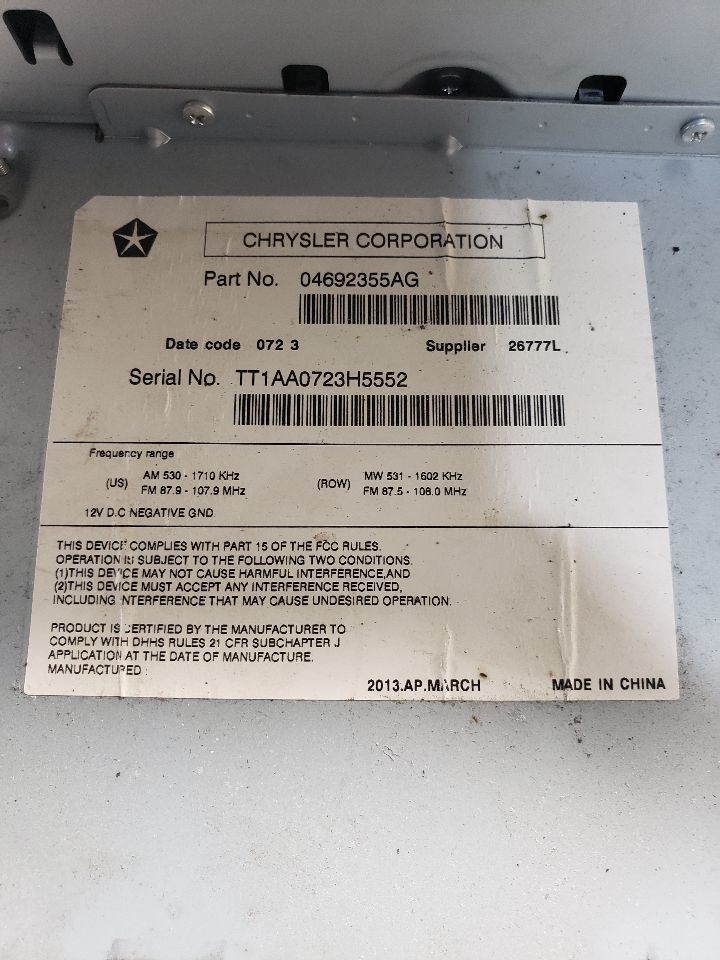 CHRYSLER CORPORATION
Part No. 04692355AG
Date code 072 3 Supplier 26777L
Serial No. TT1AA0723H5552
Frequency range
(US) AM 530 - 1710 KHz
FM 87.9 - 107.9 MHz
(ROW) MW 531 - 1602 KHz
FM 87.5 - 108.0 MHz
12V D.C NEGATIVE GND
THIS DEVICE COMPLIES WITH PART 15 OF THE FCC RULES.
OPERATION IS SUBJECT TO THE FOLLOWING TWO CONDITIONS.
(1)THIS DEVICE MAY NOT CAUSE HARMFUL INTERFERENCE,AND
(2)THIS DEVICE MUST ACCEPT ANY INTERFERENCE RECEIVED,
INCLUDING INTERFERENCE THAT MAY CAUSE UNDESIRED OPERATION.
PRODUCT IS CERTIFIED BY THE MANUFACTURER TO
COMPLY WITH DHHS RULES 21 CFR SUBCHAPTER J
APPLICATION AT THE DATE OF MANUFACTURE.
MANUFACTURED :
2013.AP.MARCH MADE IN CHINA